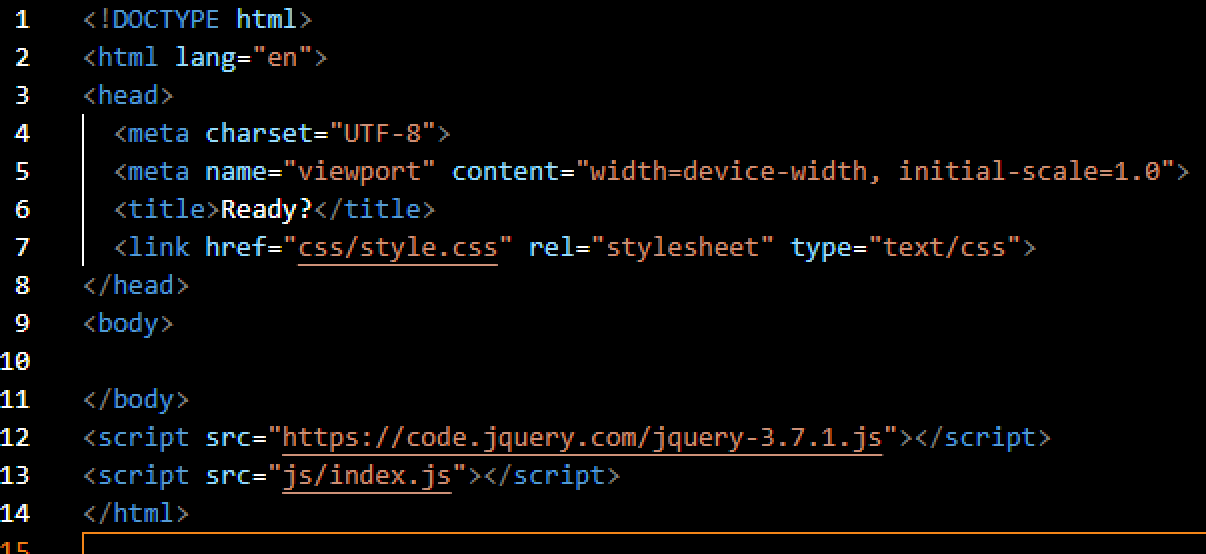 1 <!DOCTYPE html>
2 <html lang="en">
3 <head>
4   <meta charset="UTF-8">
5   <meta name="viewport" content="width=device-width, initial-scale=1.0">
6   <title>Ready?</title>
7   <link href="css/style.css" rel="stylesheet" type="text/css">
8 </head>
9 <body>
10
11 </body>
12 <script src="https://code.jquery.com/jquery-3.7.1.js"></script>
13 <script src="js/index.js"></script>
14 </html>
15